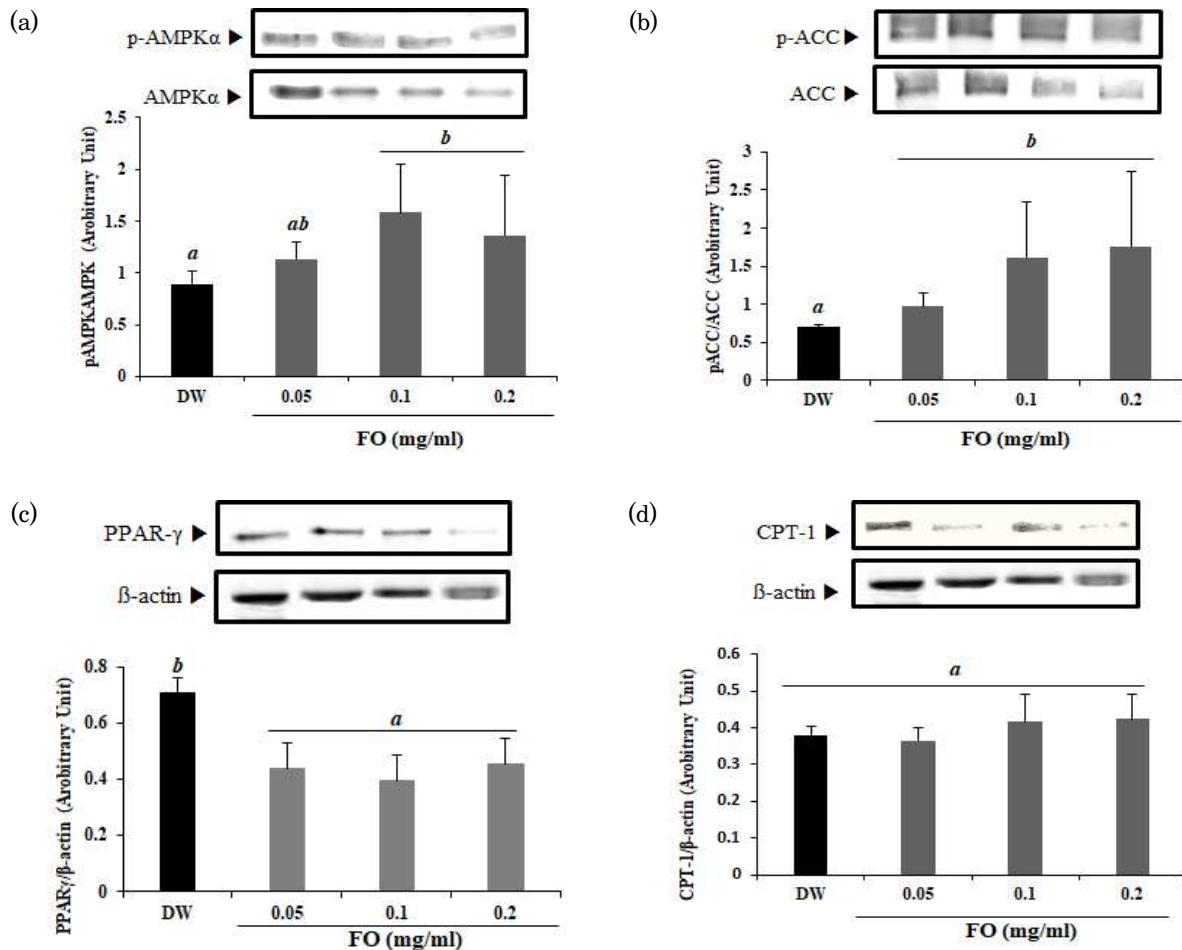 (a)
p-AMPKα ▶
AMPKα ▶
pAMPKAMPK (Arobitrary Unit)
2.5
2
1.5
1
0.5
0
a
ab
b
DW 0.05 0.1 0.2
FO (mg/ml)
(b)
p-ACC ▶
ACC ▶
pACC/ACC (Arobitrary Unit)
3
2.5
2
1.5
1
0.5
0
a
b
DW 0.05 0.1 0.2
FO (mg/ml)
(c)
PPAR-γ ▶
ß-actin ▶
PPARγ/β-actin (Arobitrary Unit)
0.8
0.6
0.4
0.2
0
b
a
DW 0.05 0.1 0.2
FO (mg/ml)
(d)
CPT-1 ▶
ß-actin ▶
CPT-1/β-actin (Arobitrary Unit)
0.6
0.5
0.4
0.3
0.2
0.1
0
a
DW 0.05 0.1 0.2
FO (mg/ml)